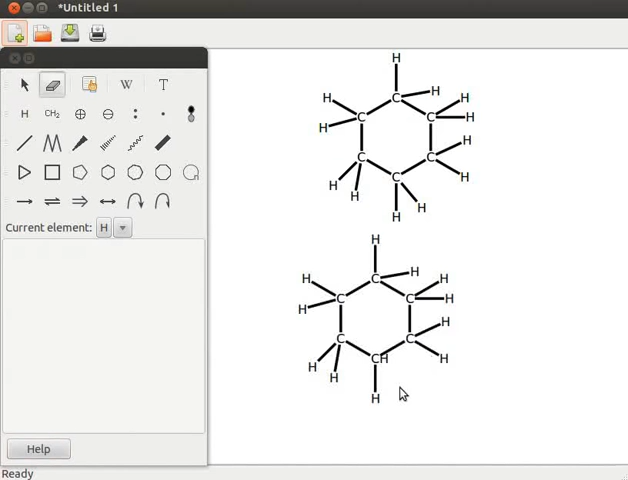 *Untitled 1
W T
H CH₂
n
Current element: H
Help
Ready
H
C H
H H
C C H
H
H
C C
H C H
H
H H
H
C H
H H
C C H
H
H
C C
H CH H
H
H